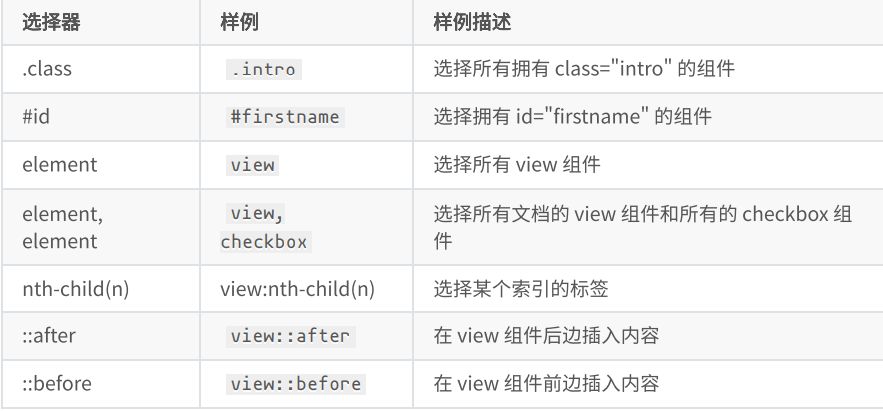 选择器 样例 样例描述
.class .intro 选择所有拥有 class="intro" 的组件
#id #firstname 选择拥有 id="firstname" 的组件
element view 选择所有 view 组件
element, element view, checkbox 选择所有文档的 view 组件和所有的 checkbox 组件
nth-child(n) view:nth-child(n) 选择某个索引的标签
::after view::after 在 view 组件后边插入内容
::before view::before 在 view 组件前边插入内容